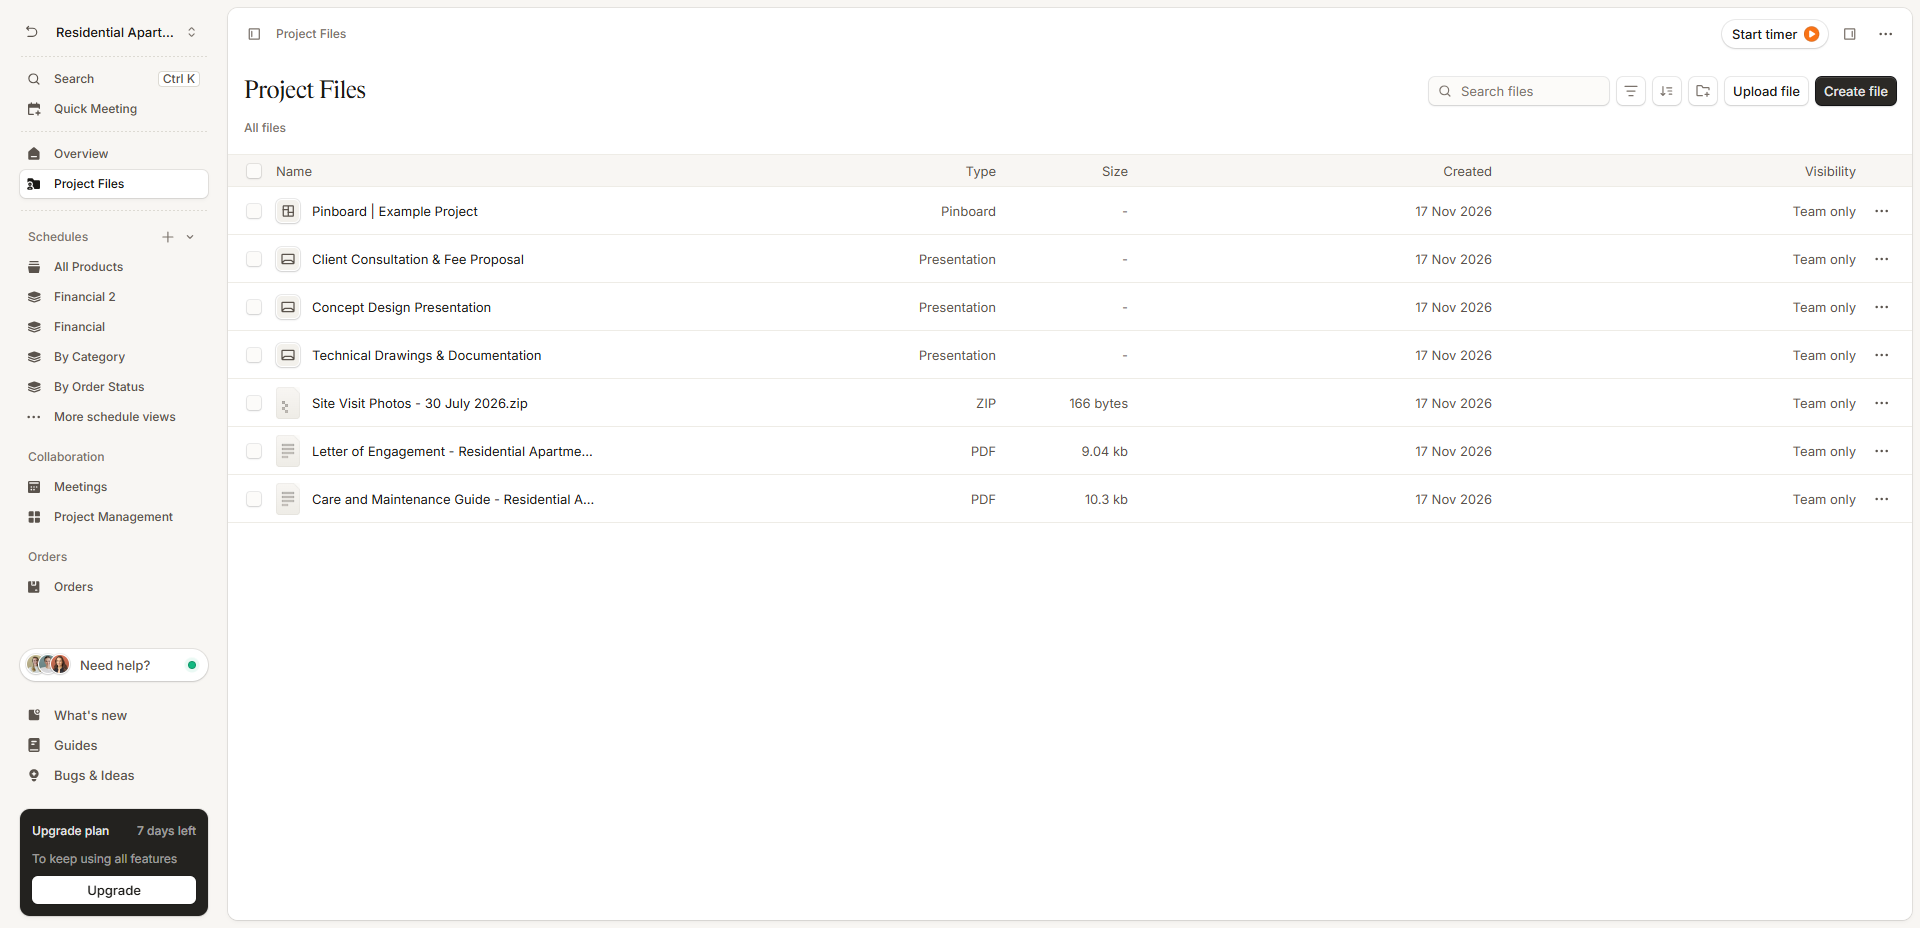 Residential Apart...
Search
Ctrl K
Quick Meeting
Overview
Project Files
Schedules
All Products
Financial 2
Financial
By Category
By Order Status
More schedule views
Collaboration
Meetings
Project Management
Orders
Orders
Need help?
What's new
Guides
Bugs & Ideas
Upgrade plan 7 days left
To keep using all features
Upgrade
Project Files
Start timer
Project Files
Search files
Upload file
Create file
All files
Name Type Size Created Visibility
Pinboard | Example Project Pinboard - 17 Nov 2026 Team only
Client Consultation & Fee Proposal Presentation - 17 Nov 2026 Team only
Concept Design Presentation Presentation - 17 Nov 2026 Team only
Technical Drawings & Documentation Presentation - 17 Nov 2026 Team only
Site Visit Photos - 30 July 2026.zip ZIP 166 bytes 17 Nov 2026 Team only
Letter of Engagement - Residential Apartme... PDF 9.04 kb 17 Nov 2026 Team only
Care and Maintenance Guide - Residential A... PDF 10.3 kb 17 Nov 2026 Team only